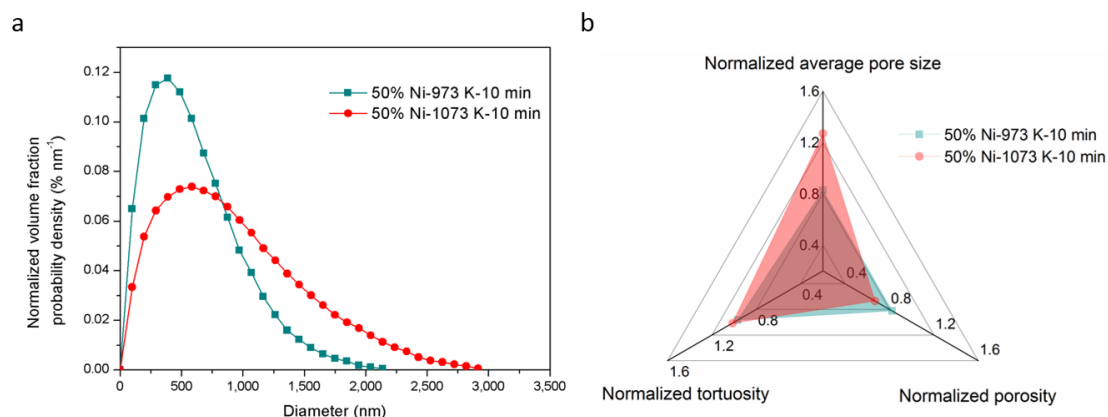 a
Normalized volume fraction
probability density (% nm-1)
0.12
0.10
0.08
0.06
0.04
0.02
0.00
0
500
1,000
1,500
2,000
2,500
3,000
3,500
Diameter (nm)
50% Ni-973 K-10 min
50% Ni-1073 K-10 min
b
Normalized average pore size
1.6
1.2
0.8
0.4
0.4
0.8
1.2
1.6
0.4
0.8
1.2
1.6
50% Ni-973 K-10 min
50% Ni-1073 K-10 min
Normalized tortuosity
Normalized porosity